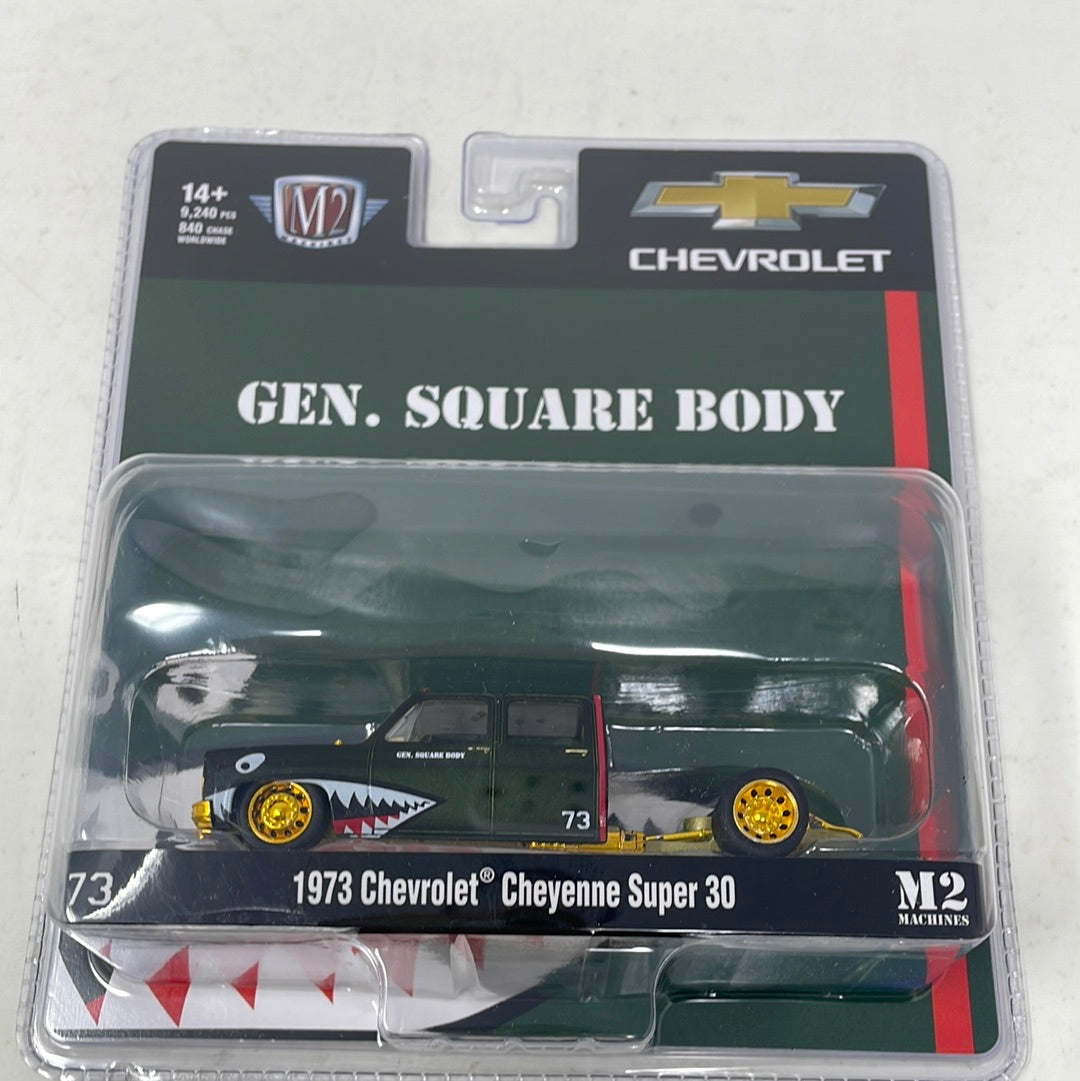 14+
9,240 PCS
840 CHASE
WORLDWIDE
M2
MACHINES
CHEVROLET
GEN. SQUARE BODY
GEN. SQUARE BODY
73
73
1973 Chevrolet® Cheyenne Super 30
M2
MACHINES